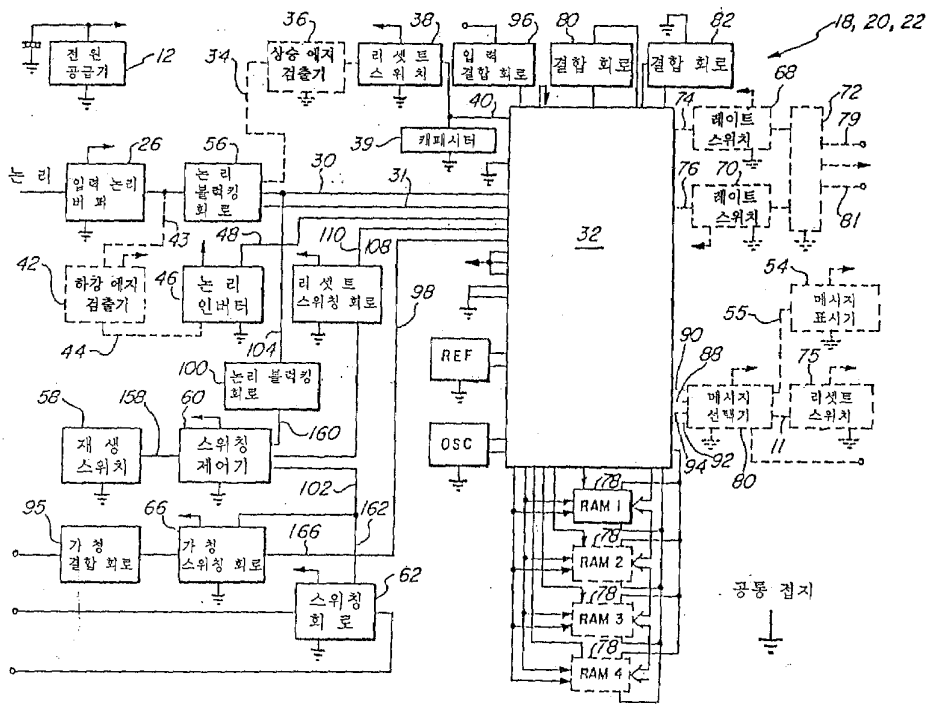 36
38
96
80
82
18, 20, 22
전 원
공급기
12
34
상승 에지
검출기
리 셋 트
스 위 치
입 력
결합 회로
결합 회로
결합 회로
68
40
74
레이트
스위치
72
79
39
캐패시터
26
56
논 리
입력 논리
버 퍼
논 리
블럭킹
회 로
30
31
76
70
레이트
스위치
81
43
48
110
108
32
42
하강 에지
검출기
46
논 리
인버터
리 셋 트
스위칭 회로
98
54
메시지
표시기
44
104
55
90
88
75
100
논리 블럭킹
회로
REF
메시지
선택기
리셋트
스위치
58
158
60
160
재 생
스위치
스위칭
제어기
OSC
94
92
11
80
102
78
RAM 1
95
66
162
가 청
결합 회로
가 청
스위칭 회로
166
78
RAM 2
62
스위칭
회 로
78
RAM 3
공통 접지
78
RAM 4